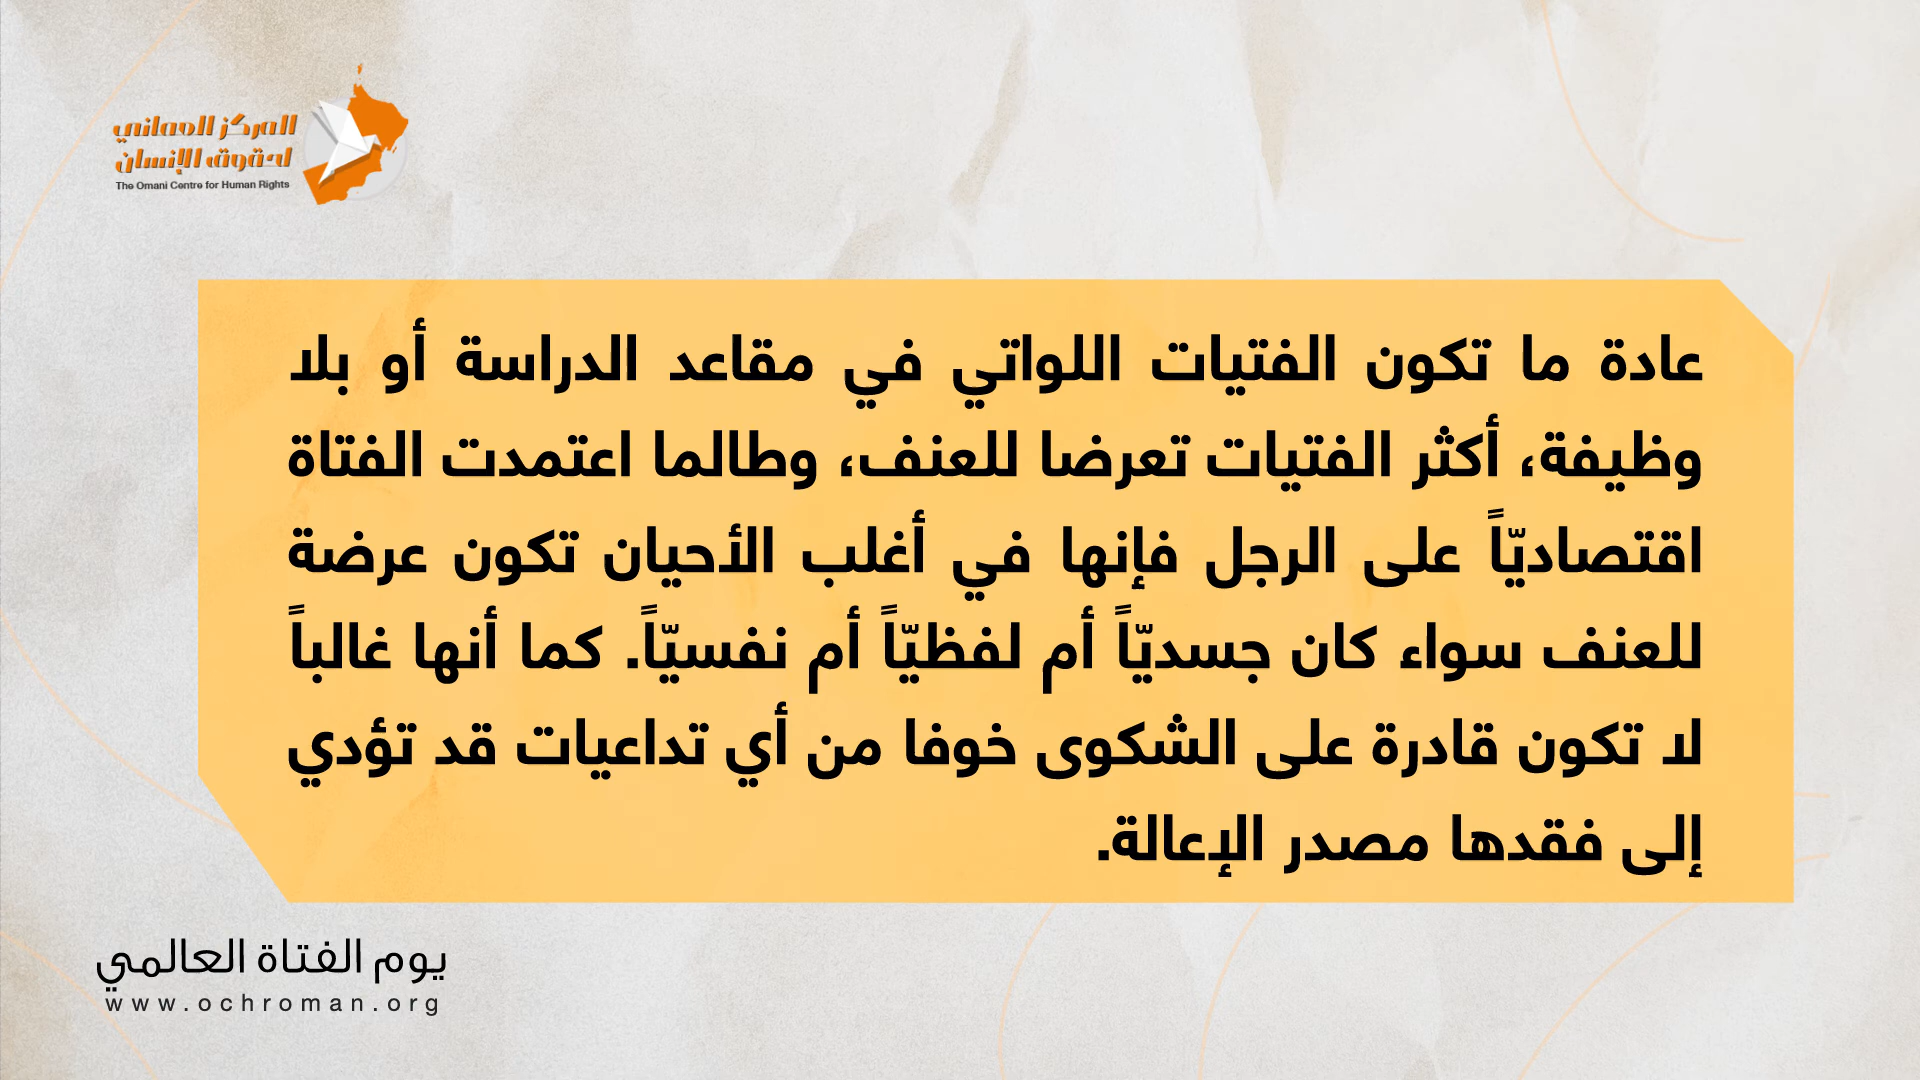 المركز العماني
لحقوق الإنسان
The Omani Centre for Human Rights
عادة ما تكون الفتيات اللواتي في مقاعد الدراسة أو بلا
وظيفة، أكثر الفتيات تعرضا للعنف، وطالما اعتمدت الفتاة
اقتصاديّاً على الرجل فإنها في أغلب الأحيان تكون عرضة
للعنف سواء كان جسديّاً أم لفظيّاً أم نفسيّاً. كما أنها غالباً
لا تكون قادرة على الشكوى خوفا من أي تداعيات قد تؤدي
إلى فقدها مصدر الإعالة.
يوم الفتاة العالمي
www.ochroman.org